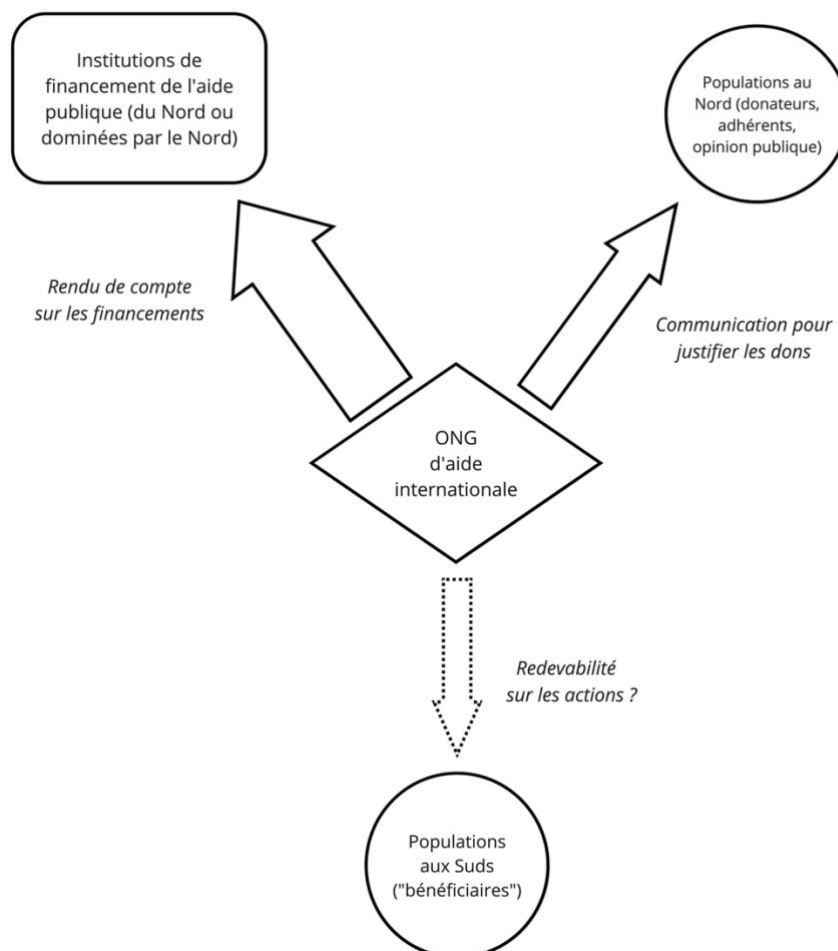 Institutions de
financement de l'aide
publique (du Nord ou
dominées par le Nord)
Populations au
Nord (donateurs,
adhérents,
opinion publique)
Rendu de compte
sur les financements
Communication pour
justifier les dons
ONG
d'aide
internationale
Redevabilité
sur les actions ?
Populations
aux Suds
("bénéficiaires")